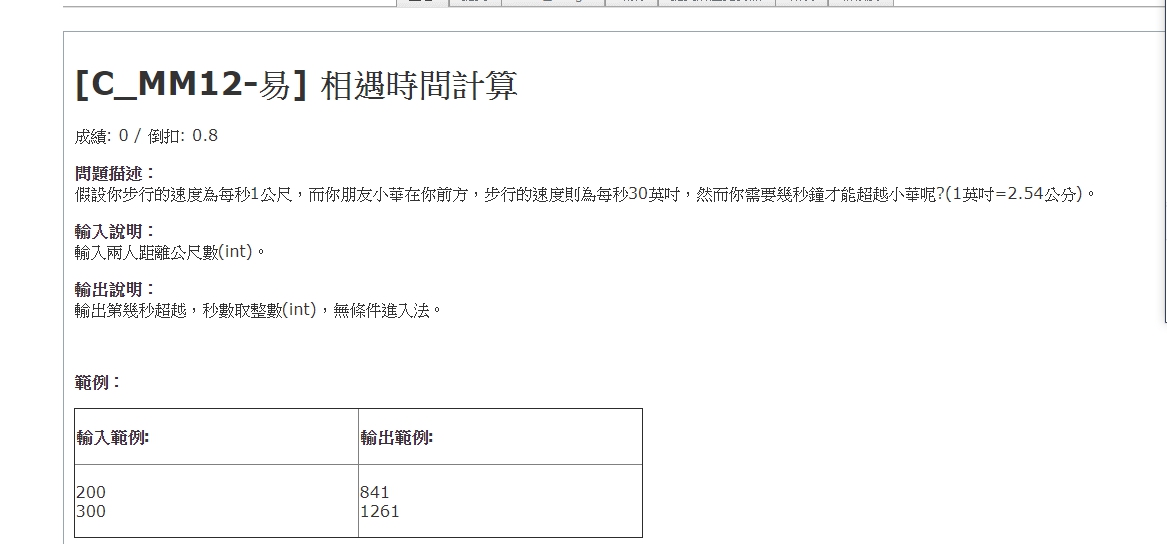 [C_MM12-易] 相遇時間計算
成績: 0 / 倒扣: 0.8
問題描述：
假設你步行的速度為每秒1公尺，而你朋友小華在你前方，步行的速度則為每秒30英吋，然而你需要幾秒鐘才能超越小華呢?(1英吋=2.54公分)。
輸入說明：
輸入兩人距離公尺數(int)。
輸出說明：
輸出第幾秒超越，秒數取整數(int)，無條件進入法。
範例：
輸入範例: 輸出範例:
200 841
300 1261